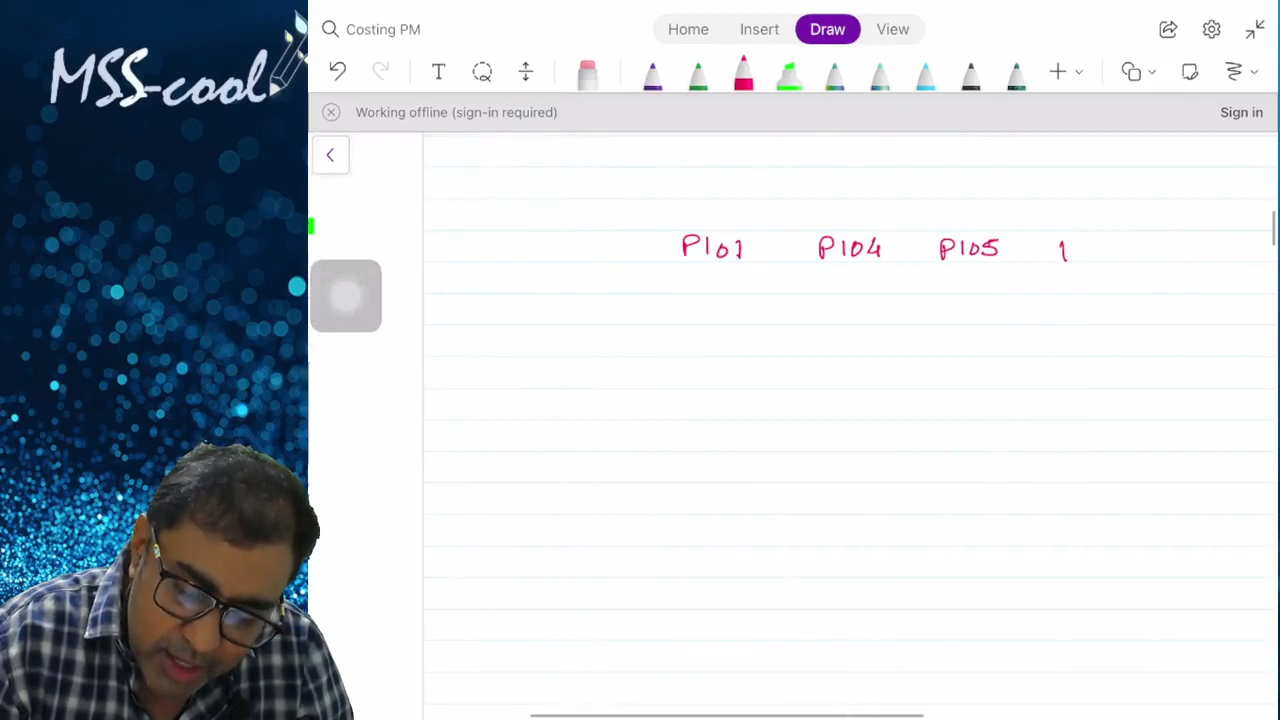 MSS-cool
Costing PM
Home Insert Draw View
Working offline (sign-in required)
Sign in
P101 P104 P105